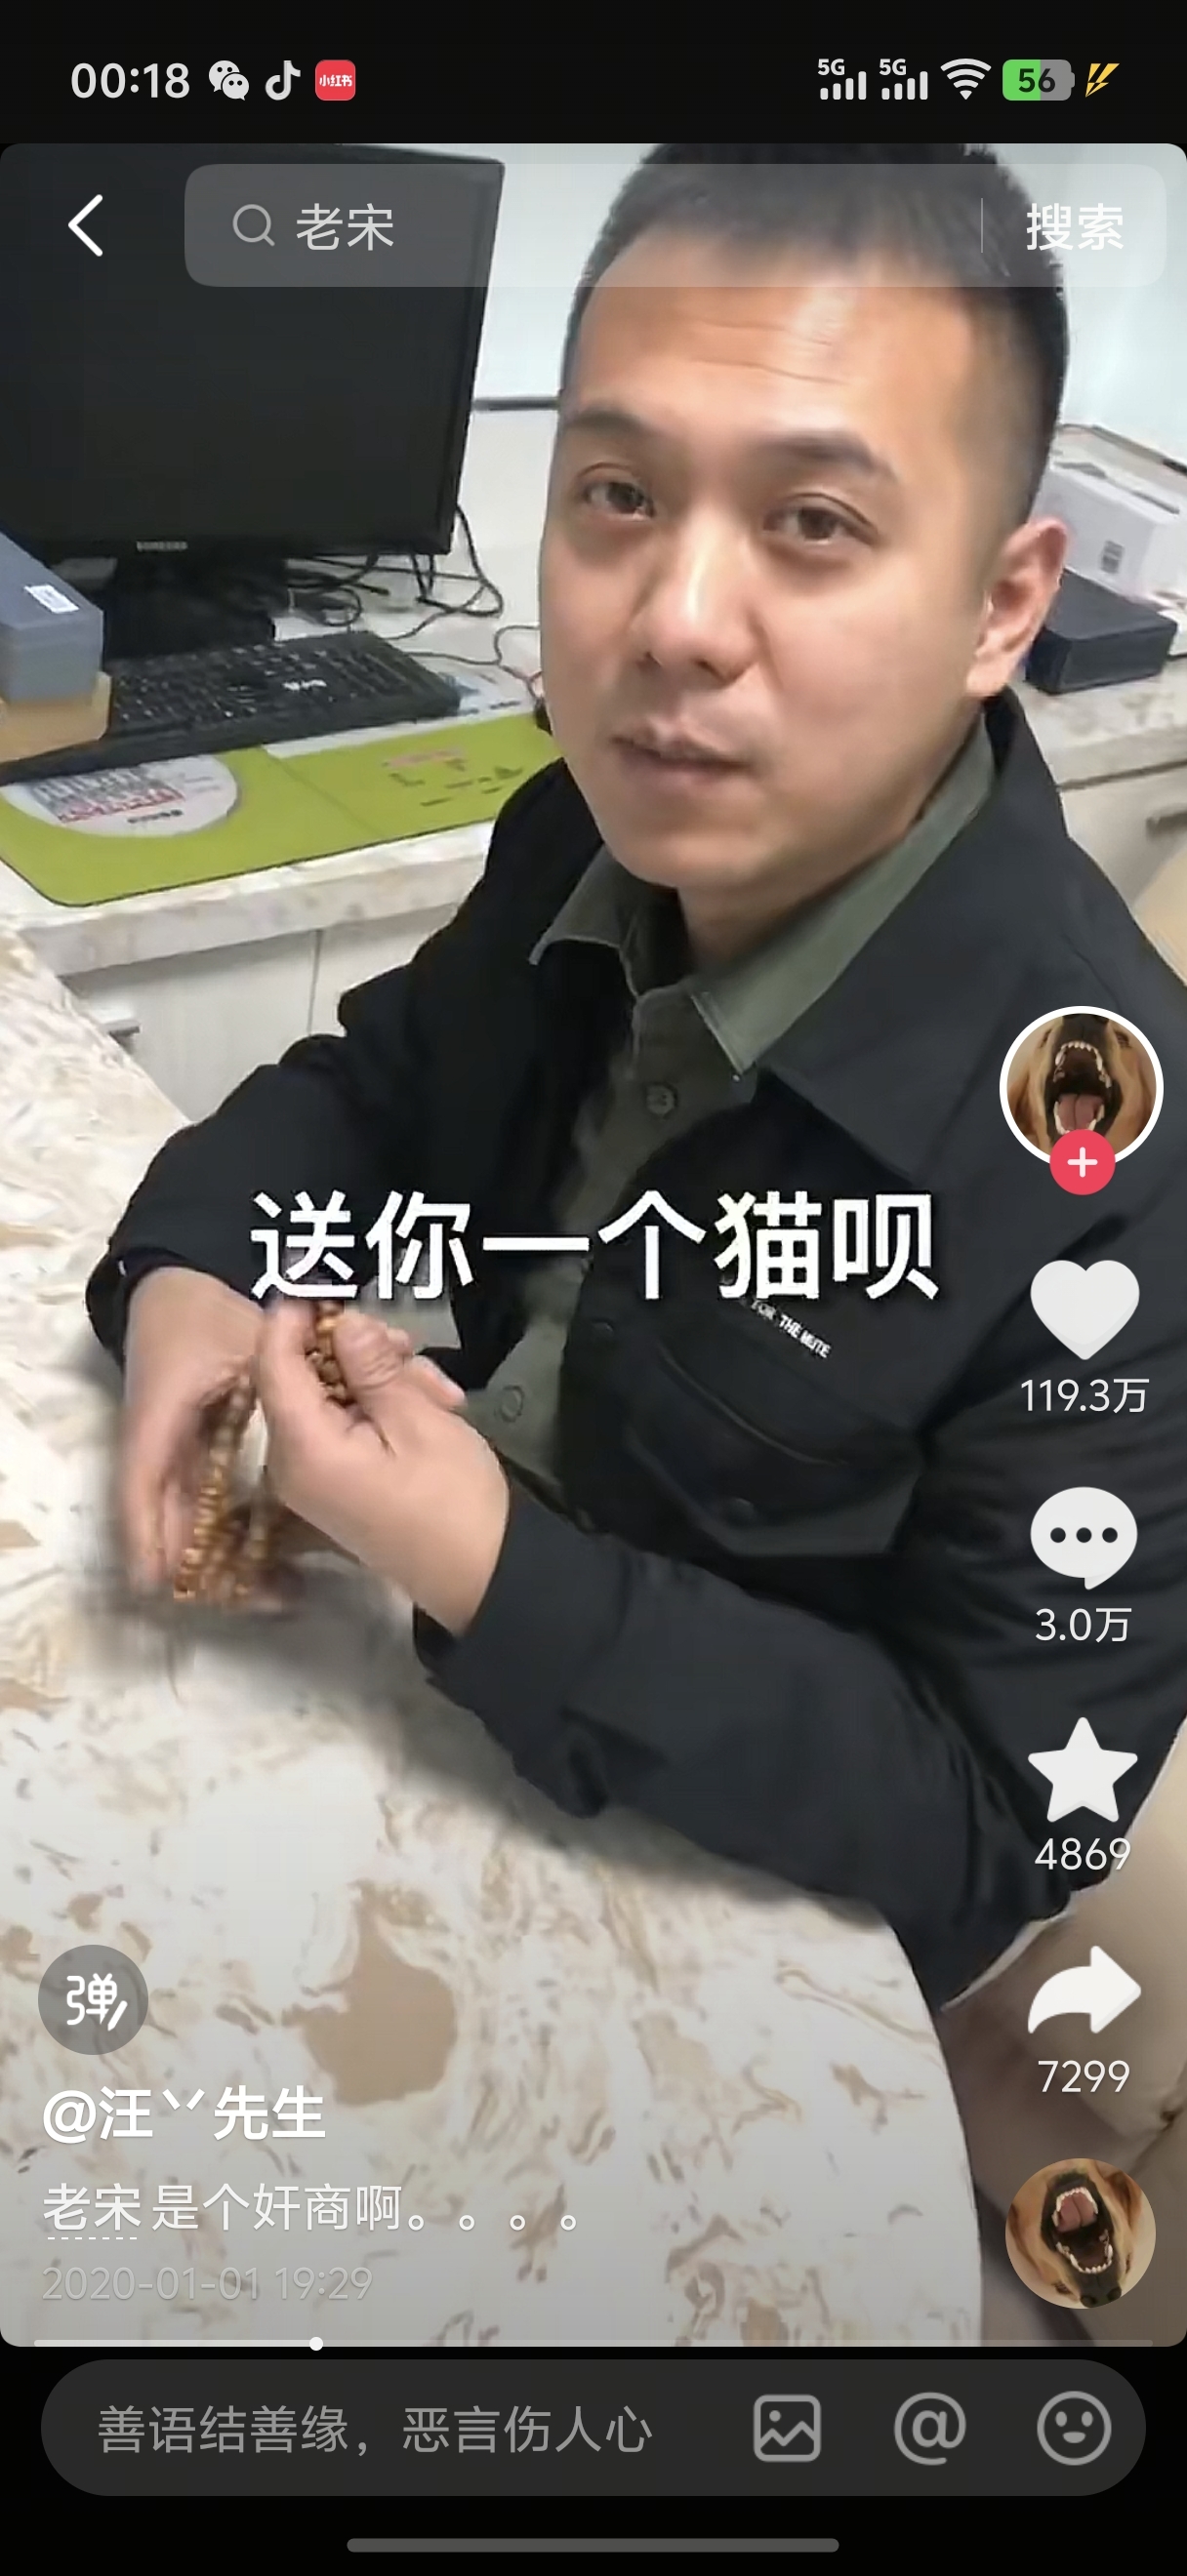 00:18
小红书
5G 5G 56
老宋 搜索
SAMSUNG
送你一个猫呗
FOR THE MUTE
119.3万
3.0万
4869
7299
弹
@汪丷先生
老宋是个奸商啊。。。。
2020-01-01 19:29
善语结善缘，恶言伤人心